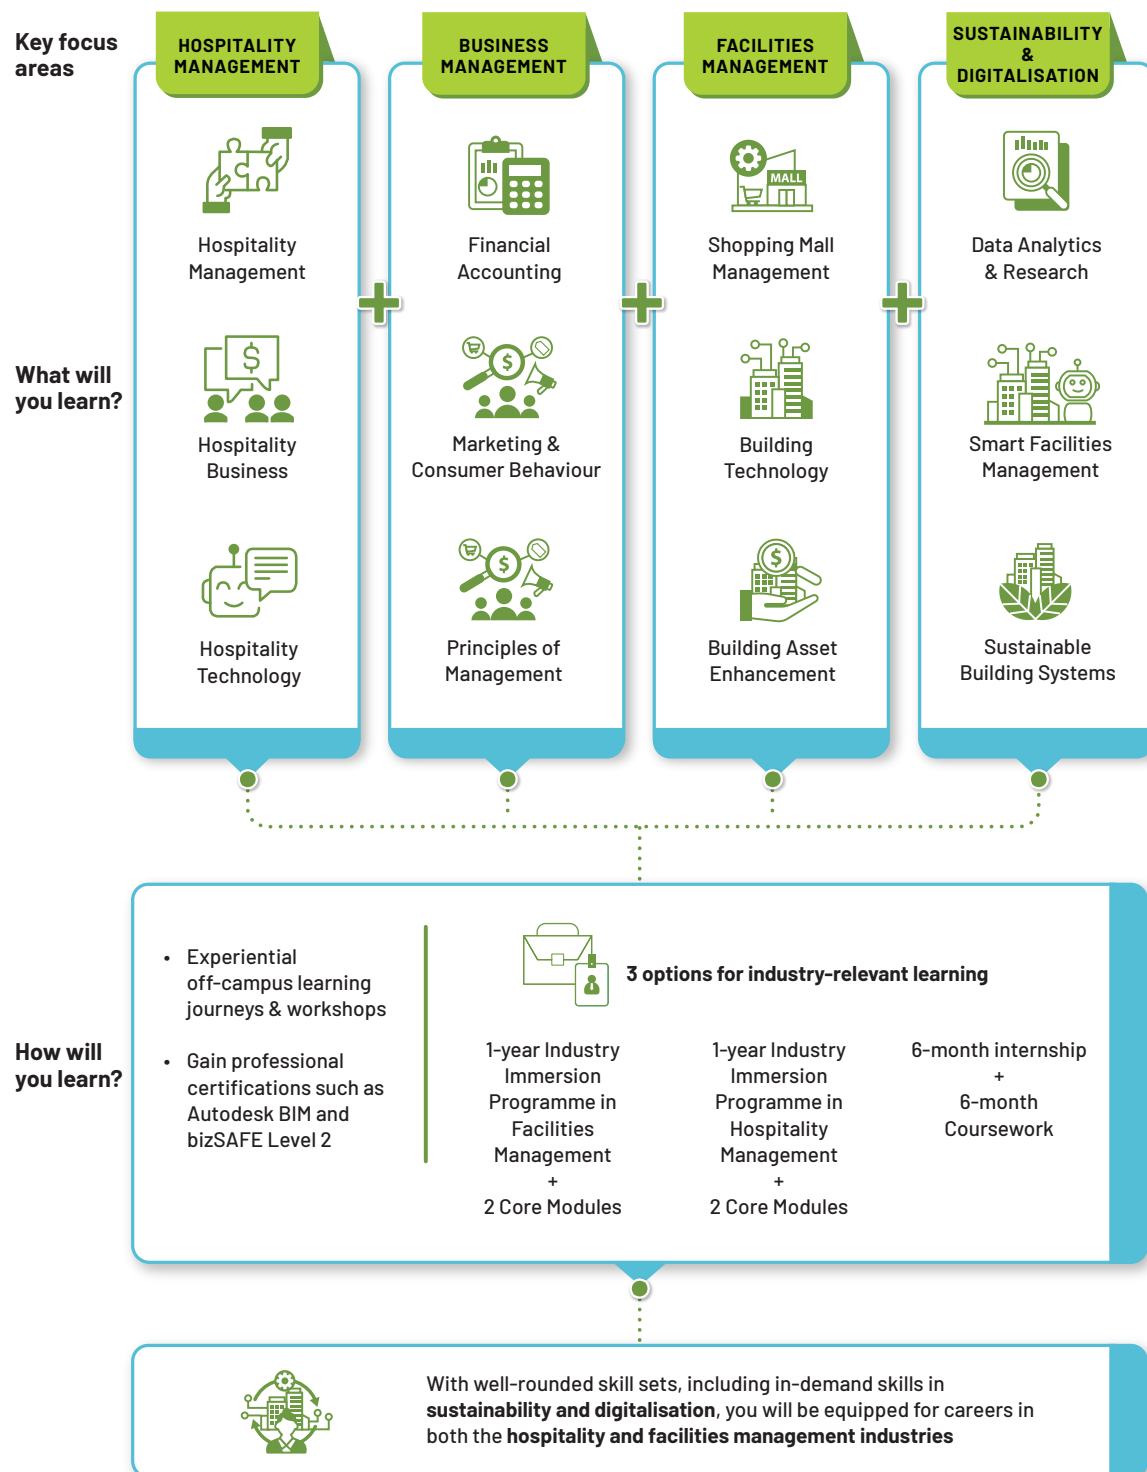 Key focus
areas
HOSPITALITY
MANAGEMENT
BUSINESS
MANAGEMENT
FACILITIES
MANAGEMENT
SUSTAINABILITY
&
DIGITALISATION
What will
you learn?
Hospitality
Management
Hospitality
Business
Hospitality
Technology
Financial
Accounting
Marketing &
Consumer Behaviour
Principles of
Management
MALL
Shopping Mall
Management
Building
Technology
Building Asset
Enhancement
Data Analytics
& Research
Smart Facilities
Management
Sustainable
Building Systems
How will
you learn?
• Experiential
off-campus learning
journeys & workshops
• Gain professional
certifications such as
Autodesk BIM and
bizSAFE Level 2
3 options for industry-relevant learning
1-year Industry
Immersion
Programme in
Facilities
Management
+
2 Core Modules
1-year Industry
Immersion
Programme in
Hospitality
Management
+
2 Core Modules
6-month internship
+
6-month
Coursework
With well-rounded skill sets, including in-demand skills in
sustainability and digitalisation, you will be equipped for careers in
both the hospitality and facilities management industries